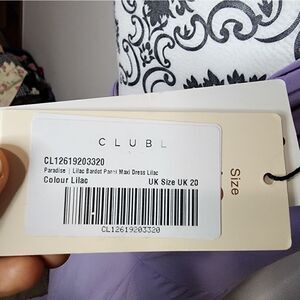 CLUBL
CL12619203320
Paradise | Lilac Bardot Panel Maxi Dress Lilac
Colour Lilac UK Size UK 20
CL12619203320
Size